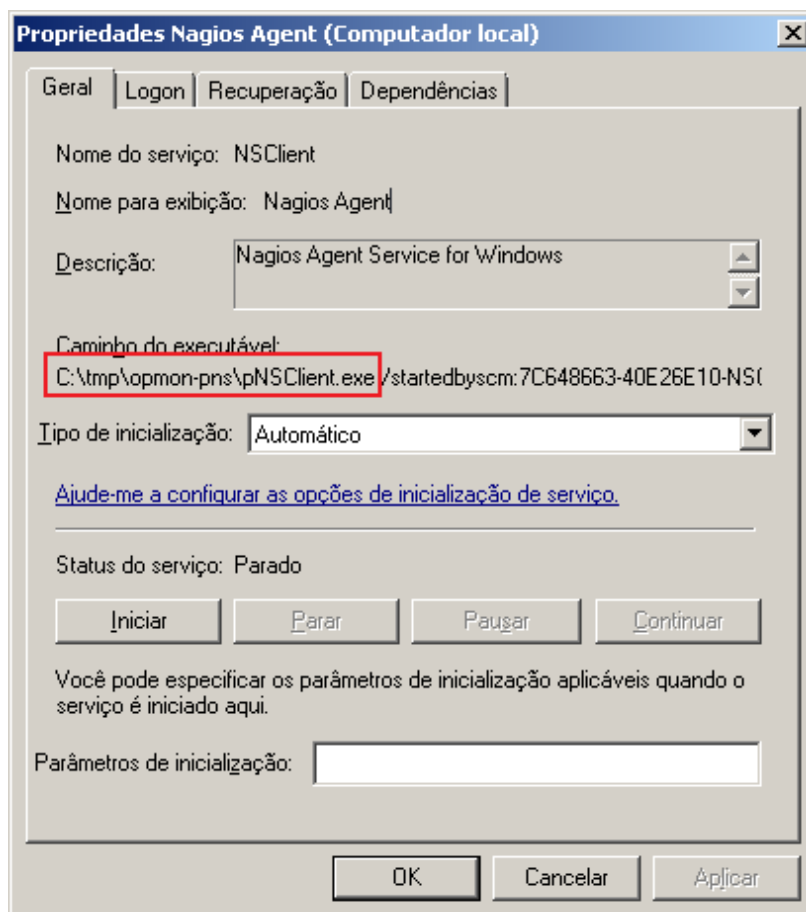 Propriedades Nagios Agent (Computador local)
Geral Logon Recuperação Dependências
Nome do serviço: NSClient
Nome para exibição: Nagios Agent
Descrição: Nagios Agent Service for Windows
Caminho do executável:
C:\tmp\opmon-pns\pNSClient.exe /startedbyscm:7C648663-40E26E10-NS(
Tipo de inicialização: Automático
Ajude-me a configurar as opções de inicialização de serviço.
Status do serviço: Parado
Iniciar Parar Pausar Continuar
Você pode especificar os parâmetros de inicialização aplicáveis quando o
serviço é iniciado aqui.
Parâmetros de inicialização:
OK Cancelar Aplicar